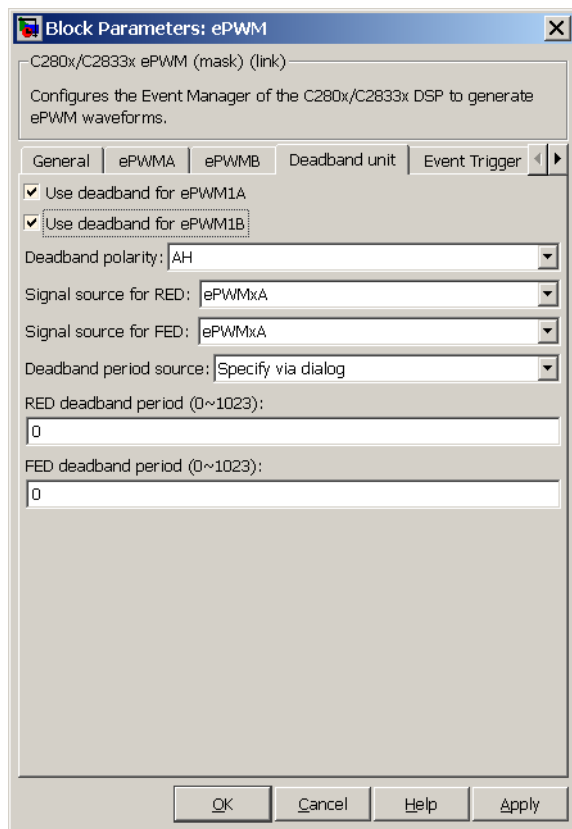 Block Parameters: ePWM
C280x/C2833x ePWM (mask) (link)
Configures the Event Manager of the C280x/C2833x DSP to generate
ePWM waveforms.
General ePWMA ePWMB Deadband unit Event Trigger
Use deadband for ePWM1A
Use deadband for ePWM1B
Deadband polarity: AH
Signal source for RED: ePWMxA
Signal source for FED: ePWMxA
Deadband period source: Specify via dialog
RED deadband period (0~1023):
0
FED deadband period (0~1023):
0
OK Cancel Help Apply